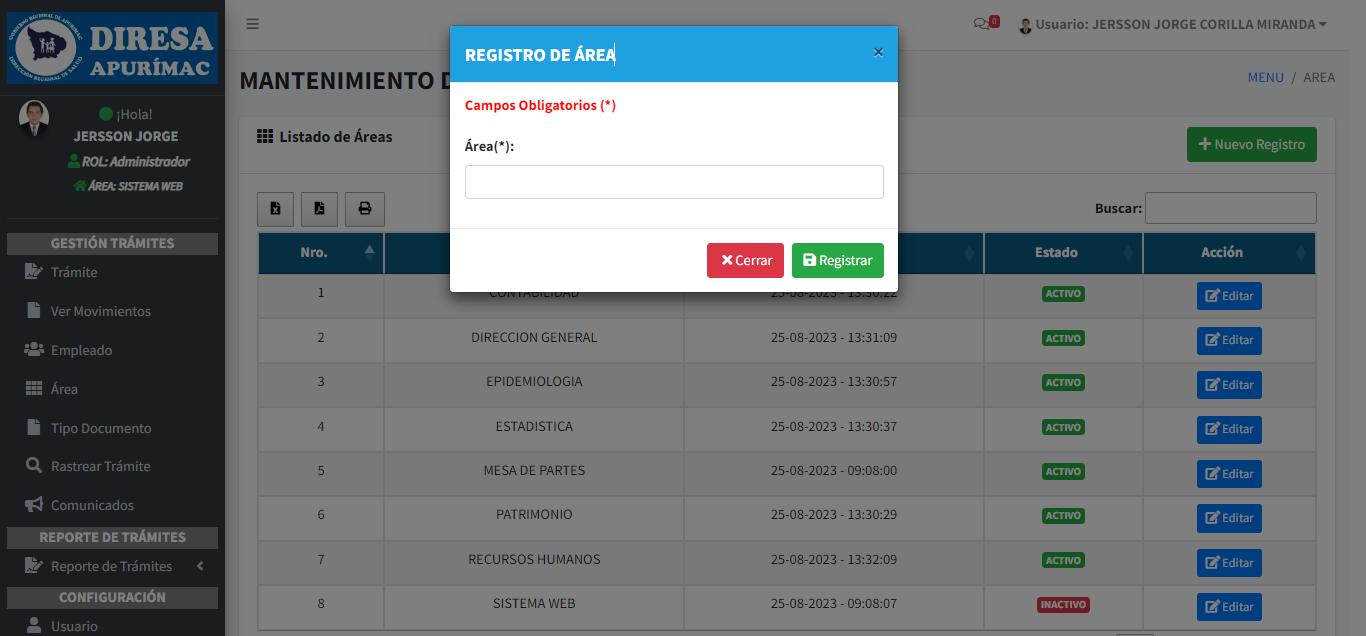 DIRESA
APURÍMAC
¡Hola!
JERSSON JORGE
ROL: Administrador
ÁREA: SISTEMA WEB
GESTIÓN TRÁMITES
Trámite
Ver Movimientos
Empleado
Área
Tipo Documento
Rastrear Trámite
Comunicados
REPORTE DE TRÁMITES
Reporte de Trámites
CONFIGURACIÓN
Usuario
0
Usuario: JERSSON JORGE CORILLA MIRANDA
MANTENIMIENTO
MENU / AREA
Listado de Áreas
Nuevo Registro
Buscar:
REGISTRO DE ÁREA
×
Campos Obligatorios (*)
Área(*):
Cerrar Registrar
Nro. Estado Acción
1 CONTABILIDAD 25-08-2023 - 13:30:22 ACTIVO Editar
2 DIRECCION GENERAL 25-08-2023 - 13:31:09 ACTIVO Editar
3 EPIDEMIOLOGIA 25-08-2023 - 13:30:57 ACTIVO Editar
4 ESTADISTICA 25-08-2023 - 13:30:37 ACTIVO Editar
5 MESA DE PARTES 25-08-2023 - 09:08:00 ACTIVO Editar
6 PATRIMONIO 25-08-2023 - 13:30:29 ACTIVO Editar
7 RECURSOS HUMANOS 25-08-2023 - 13:32:09 ACTIVO Editar
8 SISTEMA WEB 25-08-2023 - 09:08:07 INACTIVO Editar